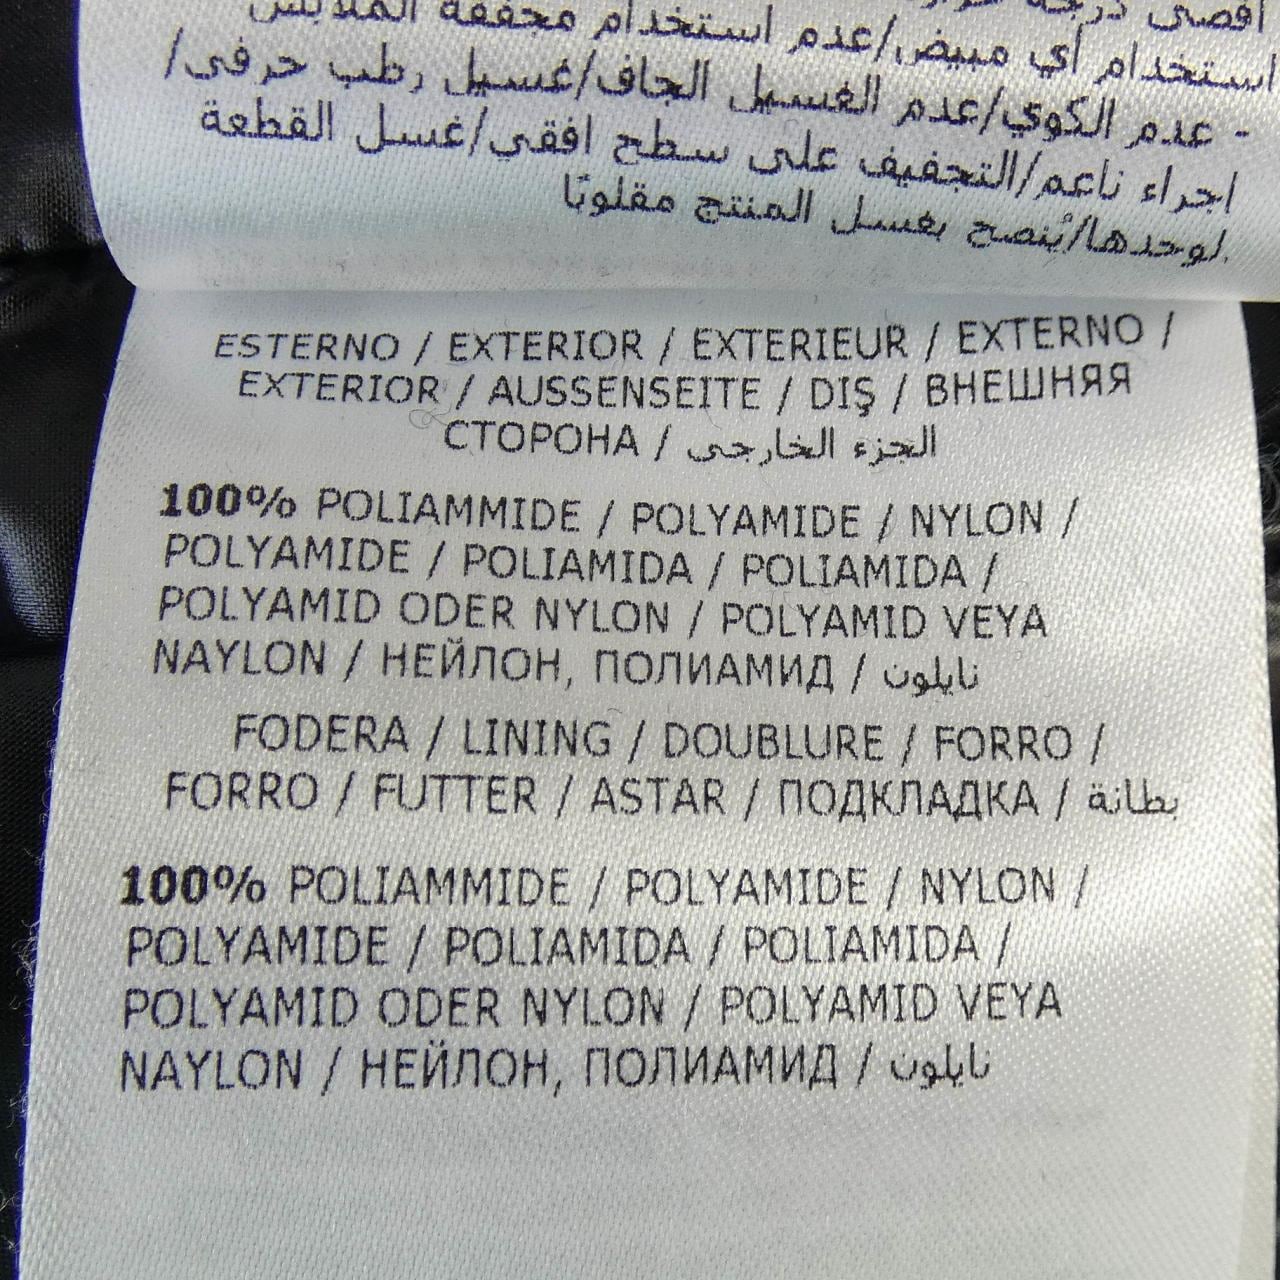 أقصى درجة
استخدام أي مبيض/عدم استخدام مجففة الملابس
- عدم الكوي/عدم الغسيل الجاف/غسيل رطب حرفي/
اجراء ناعم/التجفيف على سطح افقي/غسل القطعة
لوحدها/يُنصح بغسل المنتج مقلوبًا.
ESTERNO / EXTERIOR / EXTERIEUR / EXTERNO /
EXTERIOR / AUSSENSEITE / DIŞ / ВНЕШНЯЯ
СТОРОНА / الجزء الخارجي
100% POLIAMMIDE / POLYAMIDE / NYLON /
POLYAMIDE / POLIAMIDA / POLIAMIDA /
POLYAMID ODER NYLON / POLYAMID VEYA
NAYLON / НЕЙЛОН, ПОЛИАМИД / نايلون
FODERA / LINING / DOUBLURE / FORRO /
FORRO / FUTTER / ASTAR / ПОДКЛАДКА / بطانة
100% POLIAMMIDE / POLYAMIDE / NYLON /
POLYAMIDE / POLIAMIDA / POLIAMIDA /
POLYAMID ODER NYLON / POLYAMID VEYA
NAYLON / НЕЙЛОН, ПОЛИАМИД / نايلون